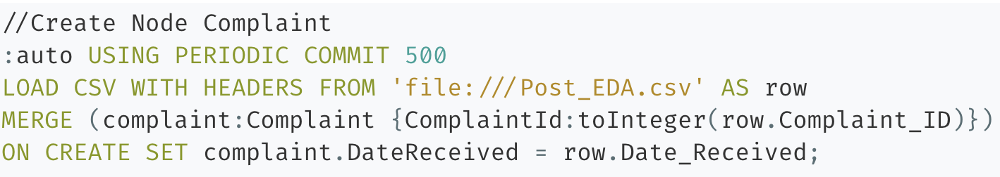 //Create Node Complaint
:auto USING PERIODIC COMMIT 500
LOAD CSV WITH HEADERS FROM 'file:///Post_EDA.csv' AS row
MERGE (complaint:Complaint {ComplaintId:toInteger(row.Complaint_ID)})
ON CREATE SET complaint.DateReceived = row.Date_Received;